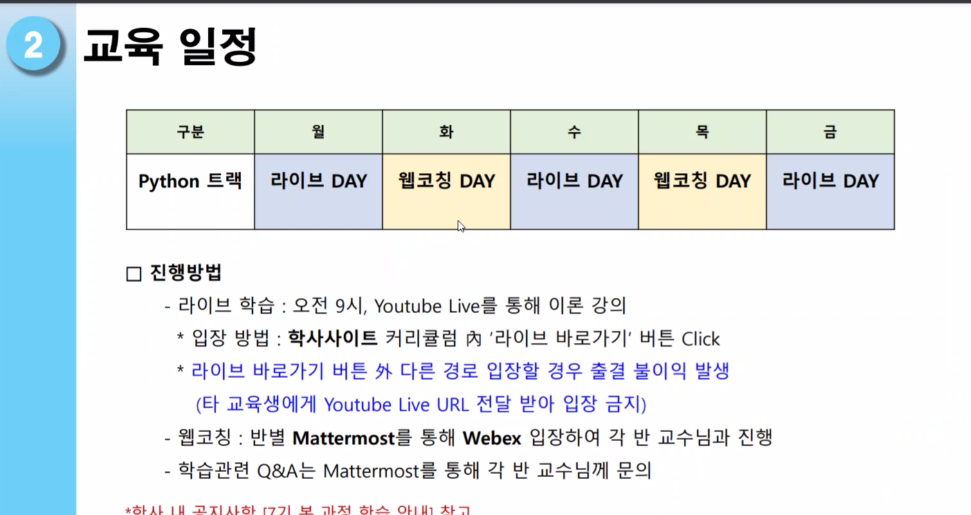 2 교육 일정
구분 월 화 수 목 금
Python 트랙 라이브 DAY 웹코칭 DAY 라이브 DAY 웹코칭 DAY 라이브 DAY
□ 진행방법
- 라이브 학습 : 오전 9시, Youtube Live를 통해 이론 강의
* 입장 방법 : 학사사이트 커리큘럼 內 '라이브 바로가기' 버튼 Click
* 라이브 바로가기 버튼 外 다른 경로 입장할 경우 출결 불이익 발생
(타 교육생에게 Youtube Live URL 전달 받아 입장 금지)
- 웹코칭 : 반별 Mattermost를 통해 Webex 입장하여 각 반 교수님과 진행
- 학습관련 Q&A는 Mattermost를 통해 각 반 교수님께 문의
*학사 내 공지사항 [7기 본 과정 학습 안내] 참고